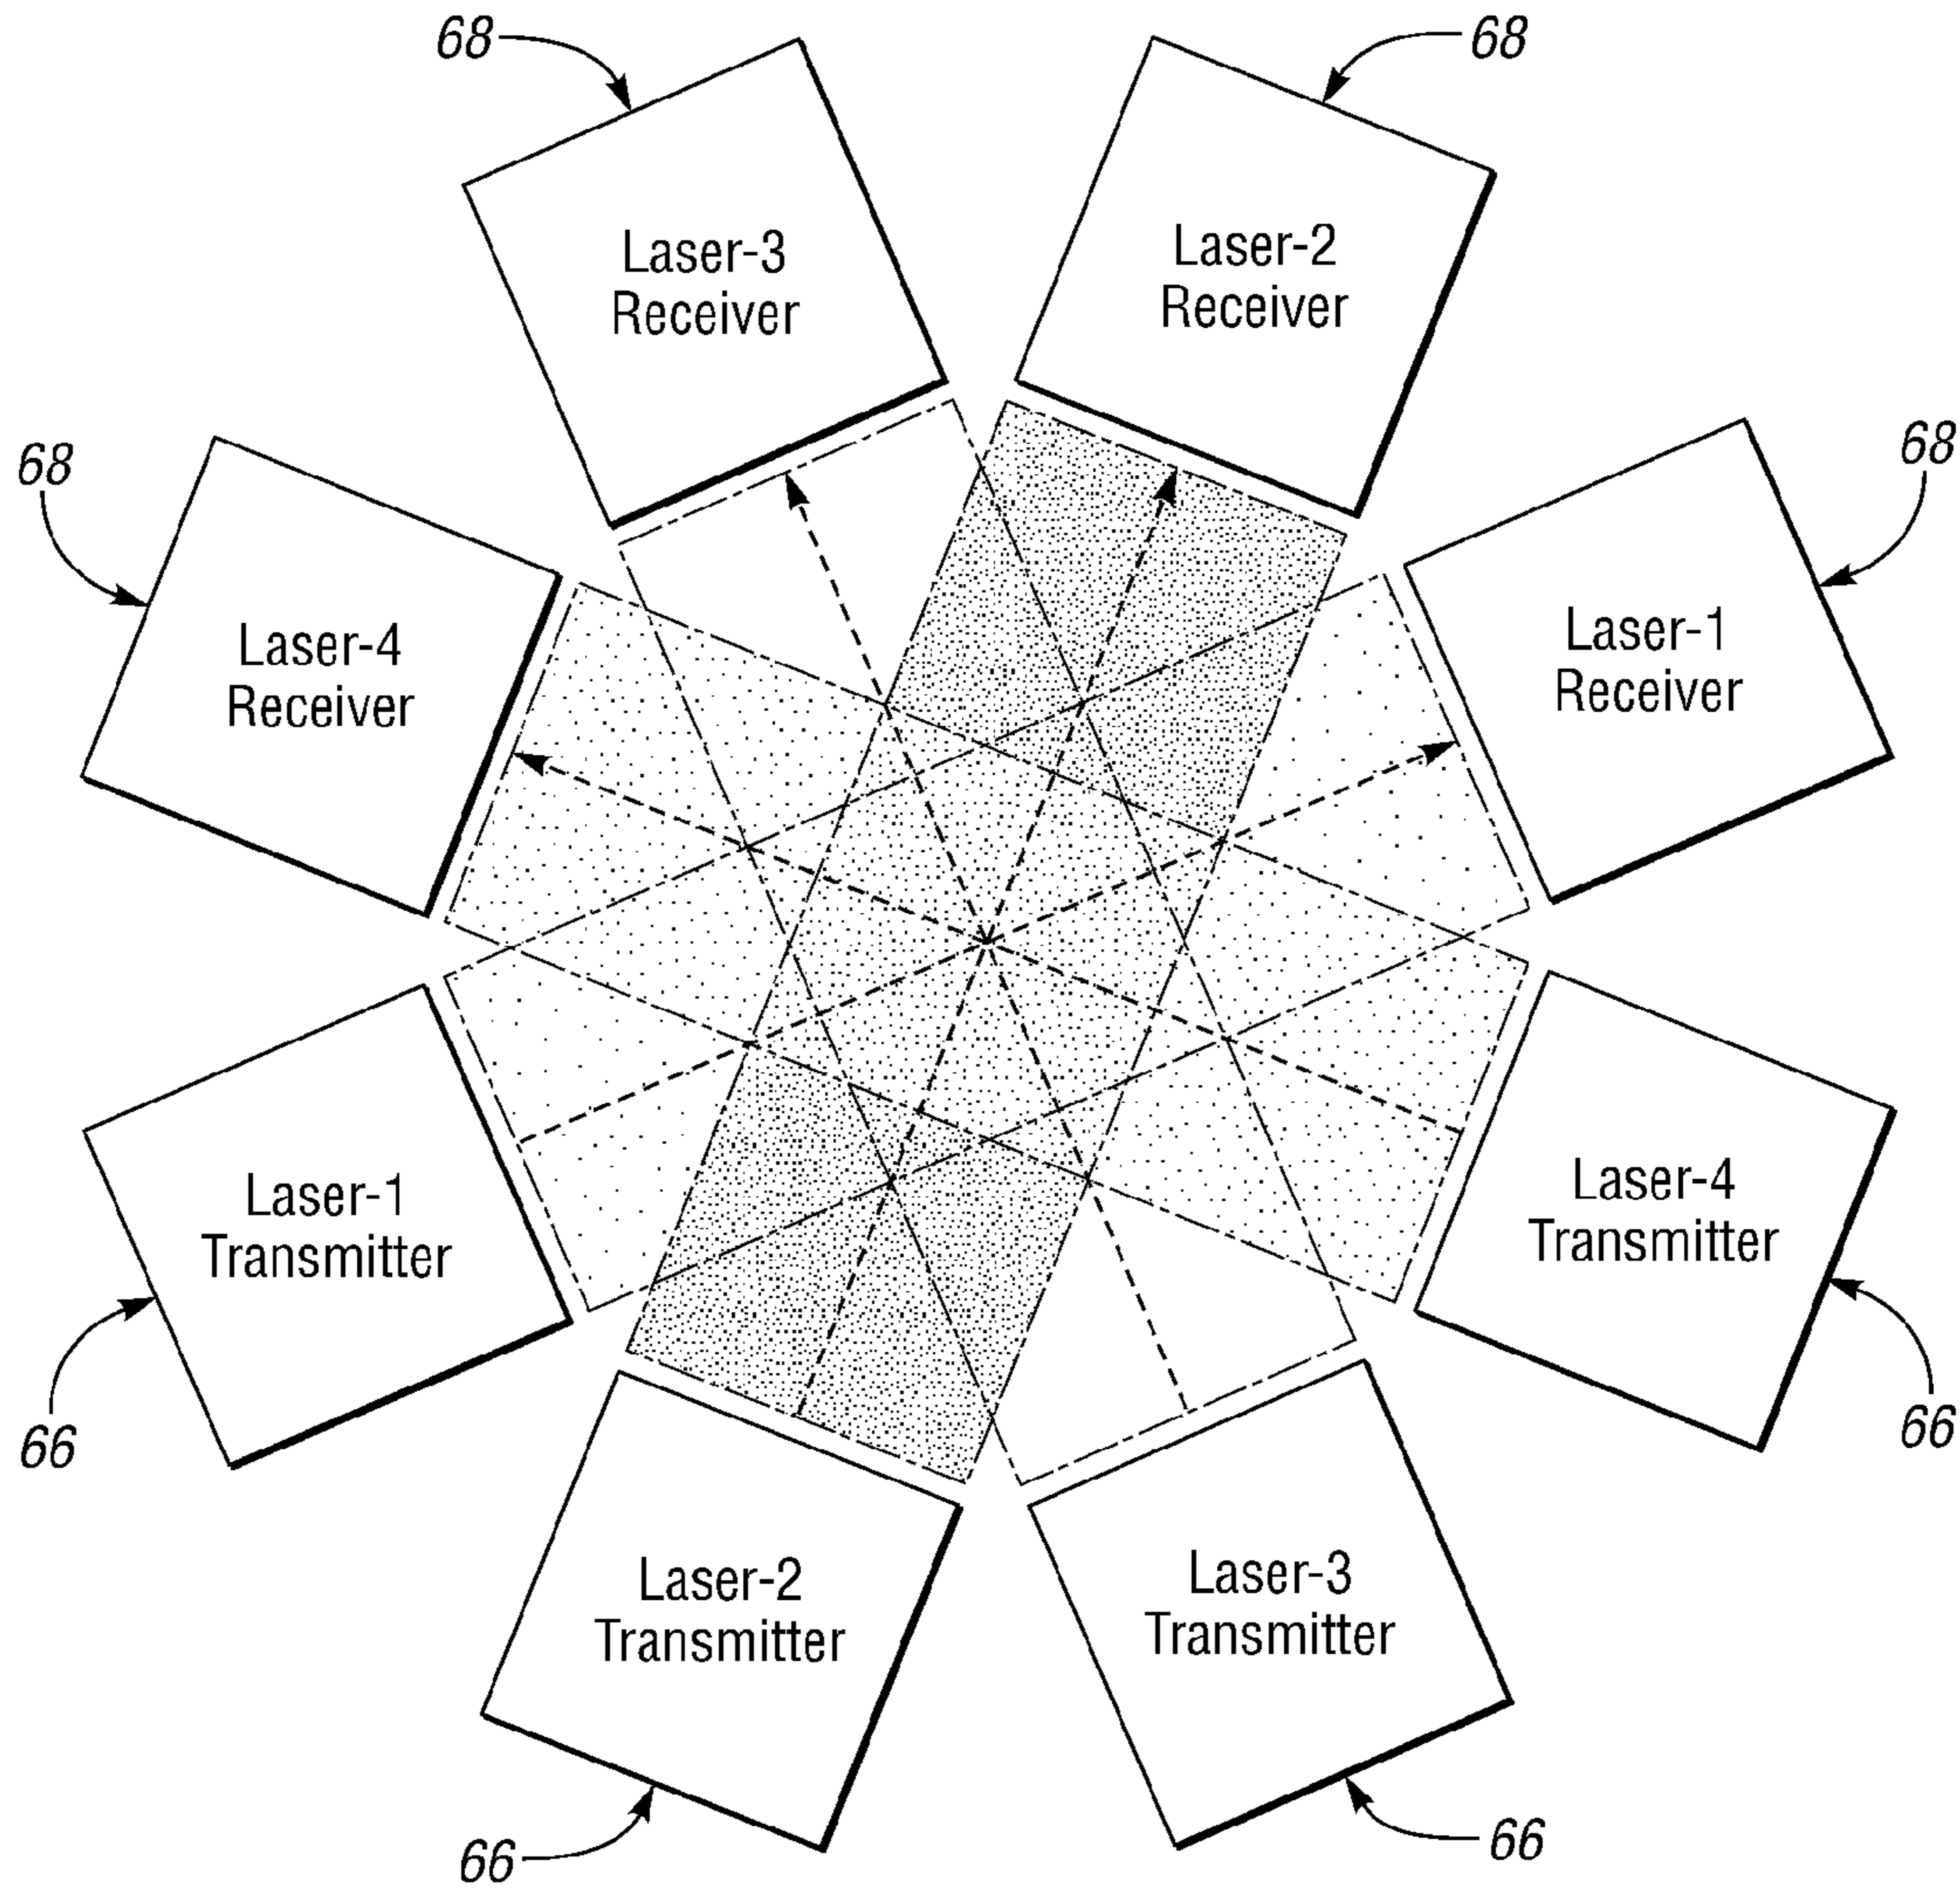 68
68
Laser-3
Receiver
Laser-2
Receiver
68
68
Laser-4
Receiver
Laser-1
Receiver
Laser-1
Transmitter
Laser-4
Transmitter
66
66
Laser-2
Transmitter
Laser-3
Transmitter
66
66